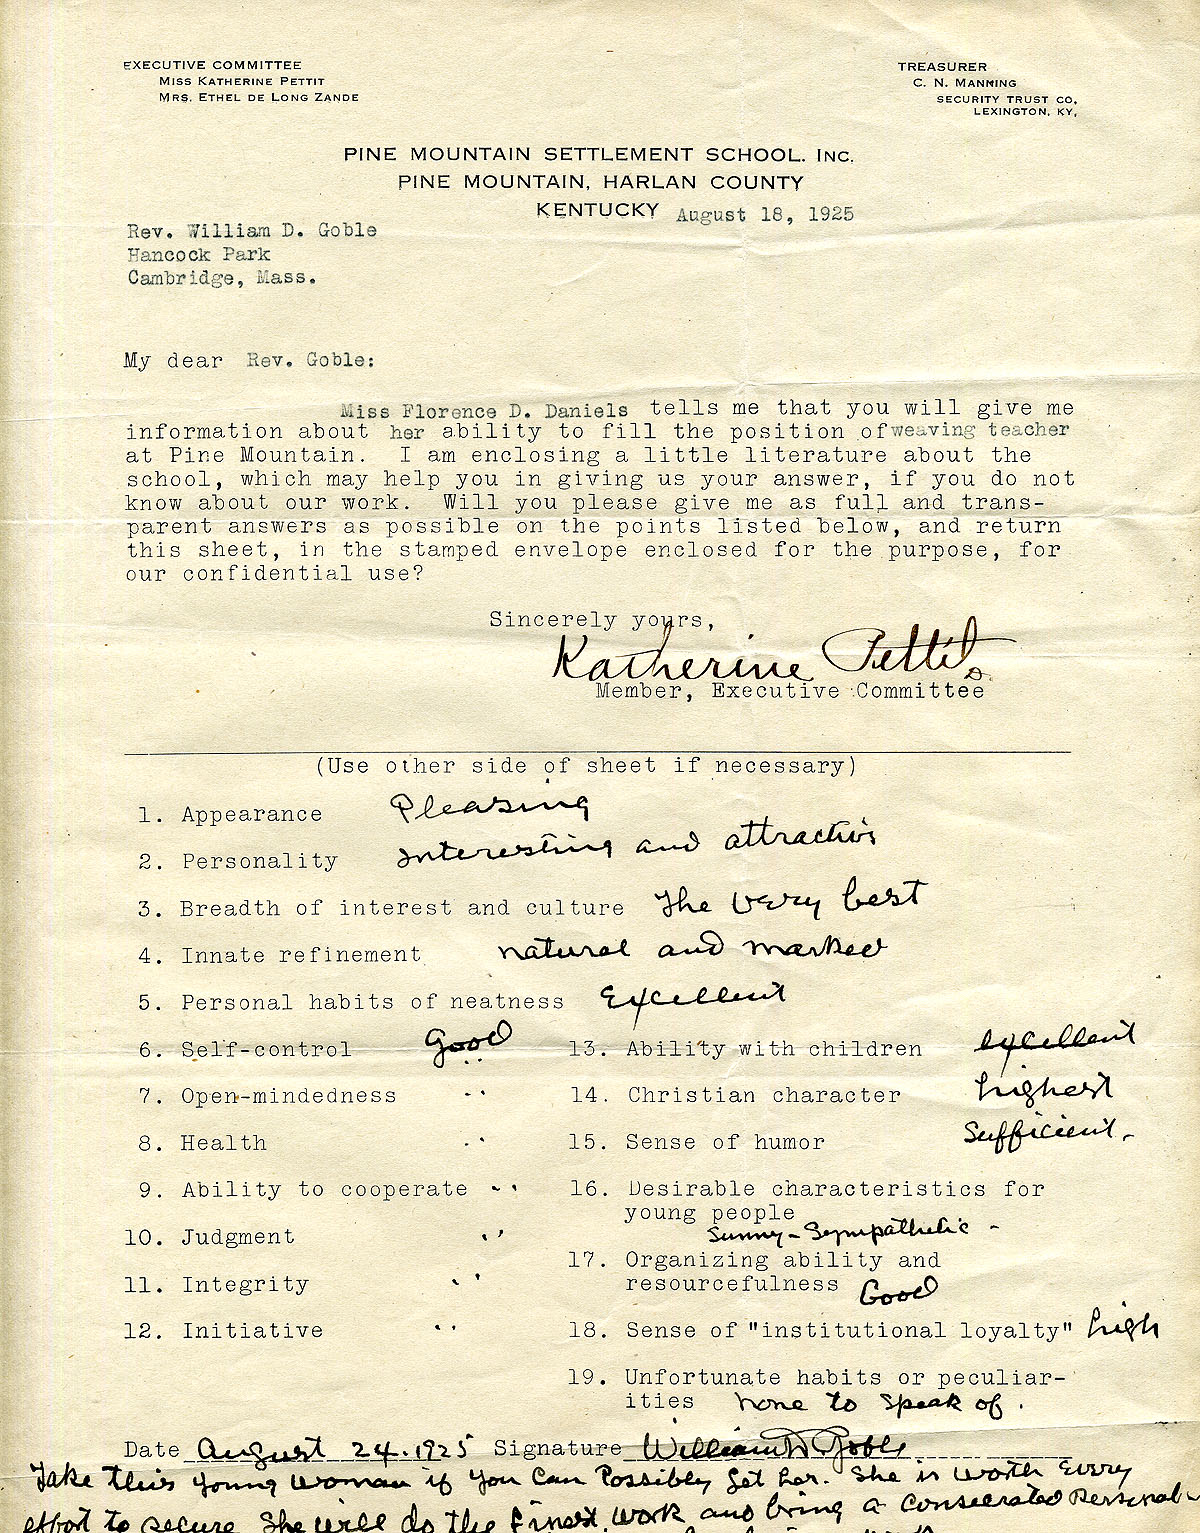 EXECUTIVE COMMITTEE
MISS KATHERINE PETTIT
MRS. ETHEL DE LONG ZANDE
TREASURER
C. N. MANNING
SECURITY TRUST CO,
LEXINGTON, KY,
PINE MOUNTAIN SETTLEMENT SCHOOL. INC.
PINE MOUNTAIN, HARLAN COUNTY
KENTUCKY August 18, 1925
Rev. William D. Goble
Hancock Park
Cambridge, Mass.
My dear Rev. Goble:
Miss Florence D. Daniels tells me that you will give me
information about her ability to fill the position of weaving teacher
at Pine Mountain. I am enclosing a little literature about the
school, which may help you in giving us your answer, if you do not
know about our work. Will you please give me as full and trans-
parent answers as possible on the points listed below, and return
this sheet, in the stamped envelope enclosed for the purpose, for
our confidential use?
Sincerely yours,
Katherine Pettit
Member, Executive Committee
(Use other side of sheet if necessary)
1. Appearance Pleasing
2. Personality Interesting and attractive
3. Breadth of interest and culture The very best
4. Innate refinement natural and marked
5. Personal habits of neatness Excellent
6. Self-control Good
7. Open-mindedness "
8. Health "
9. Ability to cooperate "
10. Judgment "
11. Integrity "
12. Initiative "
13. Ability with children excellent
14. Christian character highest
15. Sense of humor Sufficient.
16. Desirable characteristics for
young people
Sunny - Sympathetic -
17. Organizing ability and
resourcefulness Good
18. Sense of "institutional loyalty" high
19. Unfortunate habits or peculiar-
ities none to speak of.
Date August 24. 1925 Signature William D. Goble
Take this young woman if you can possibly get her. She is worth every
effort to secure. She will do the finest work and bring a consecrated personal-